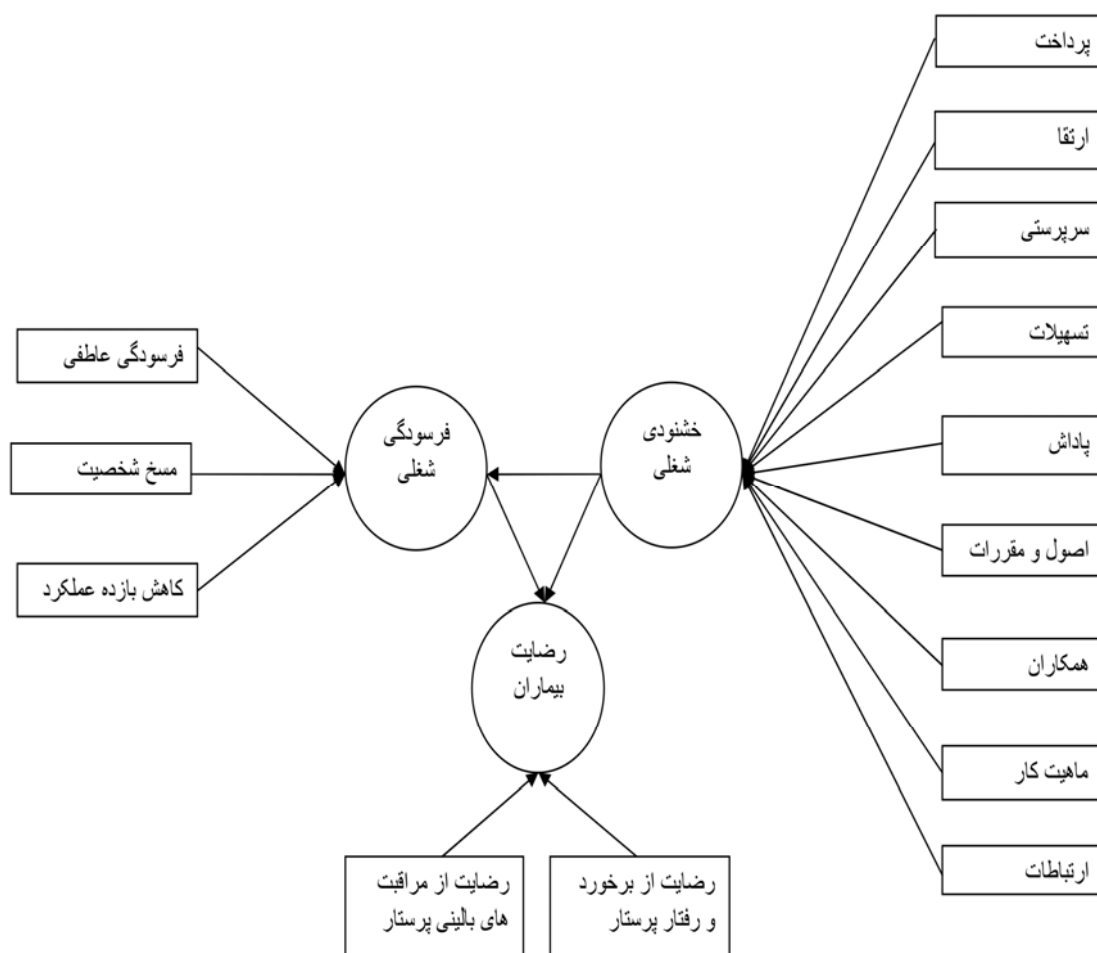 پرداخت
ارتقا
سرپرستی
تسهیلات
پاداش
اصول و مقررات
همکاران
ماهیت کار
ارتباطات
خشنودی
شغلی
فرسودگی
شغلی
فرسودگی عاطفی
مسخ شخصیت
کاهش بازده عملکرد
رضایت
بیماران
رضایت از برخورد
و رفتار پرستار
رضایت از مراقبت
های بالینی پرستار